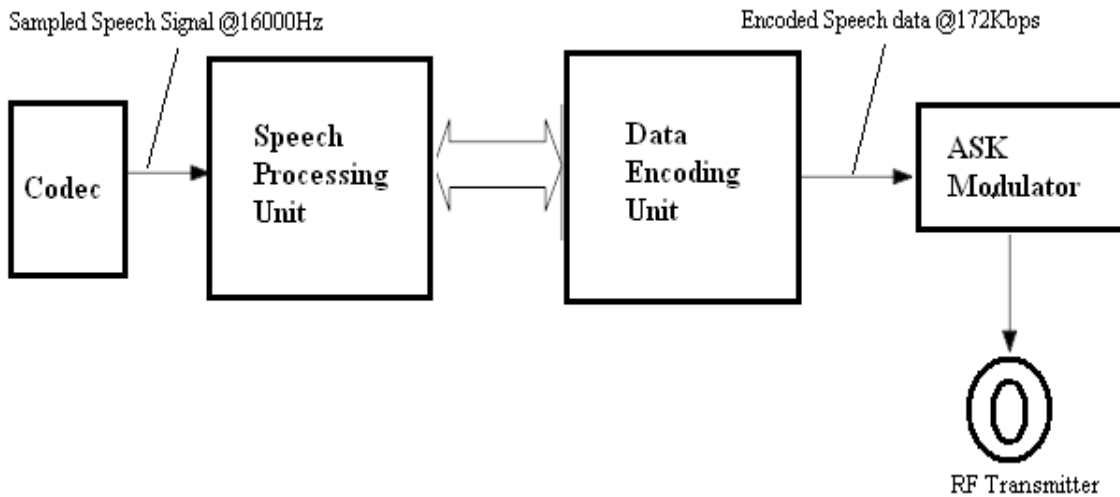 Sampled Speech Signal @16000Hz
Encoded Speech data @172Kbps
Codec
Speech
Processing
Unit
Data
Encoding
Unit
ASK
Modulator
RF Transmitter